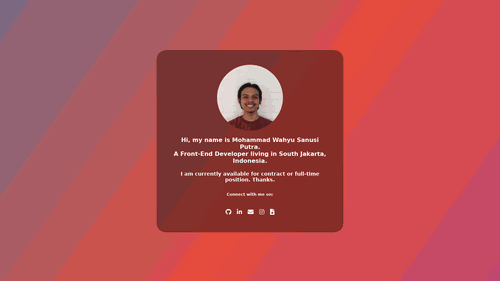 Hi, my name is Mohammad Wahyu Sanusi
Putra.
A Front-End Developer living in South Jakarta,
Indonesia.
I am currently available for contract or full-time
position. Thanks.
Connect with me on: